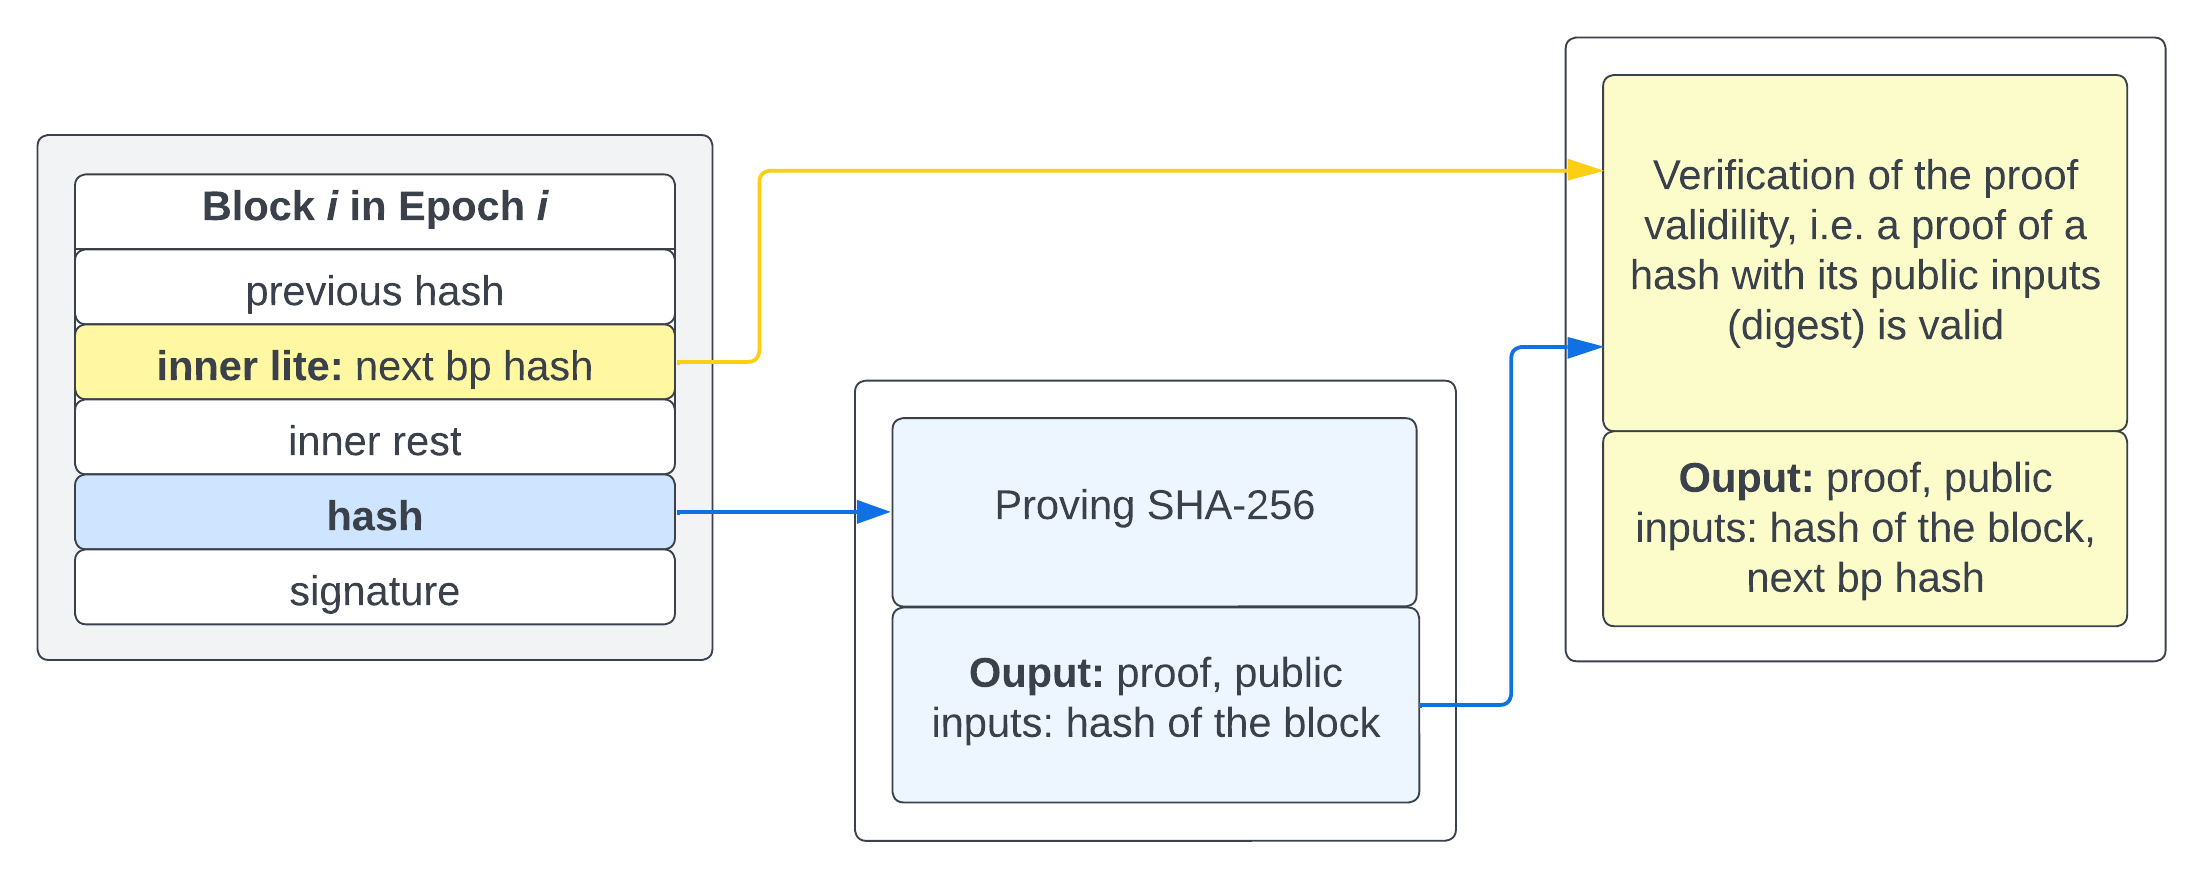 Block i in Epoch i
previous hash
inner lite: next bp hash
inner rest
hash
signature
Proving SHA-256
Ouput: proof, public
inputs: hash of the block
Verification of the proof
validility, i.e. a proof of a
hash with its public inputs
(digest) is valid
Ouput: proof, public
inputs: hash of the block,
next bp hash